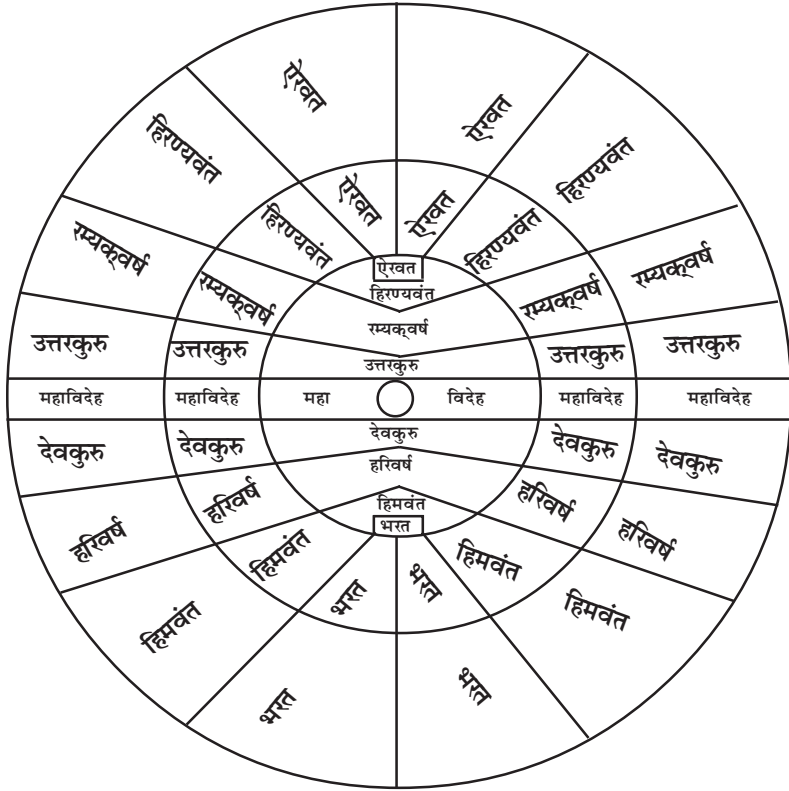 ऐरवत
ऐरवत
हिरण्यवंत
हिरण्यवंत
ऐरवत
ऐरवत
हिरण्यवंत
हिरण्यवंत
रम्यक्‌वर्ष
रम्यक्‌वर्ष
रम्यक्‌वर्ष
रम्यक्‌वर्ष
ऐरवत
हिरण्यवंत
रम्यक्‌वर्ष
उत्तरकुरु
उत्तरकुरु
उत्तरकुरु
उत्तरकुरु
उत्तरकुरु
महाविदेह महाविदेह महा विदेह महाविदेह महाविदेह
देवकुरु
देवकुरु
देवकुरु
देवकुरु
देवकुरु
हरिवर्ष
हरिवर्ष
हरिवर्ष
हरिवर्ष
हरिवर्ष
हिमवंत
भरत
हिमवंत
हिमवंत
भरत
भरत
हिमवंत
हिमवंत
भरत
भरत